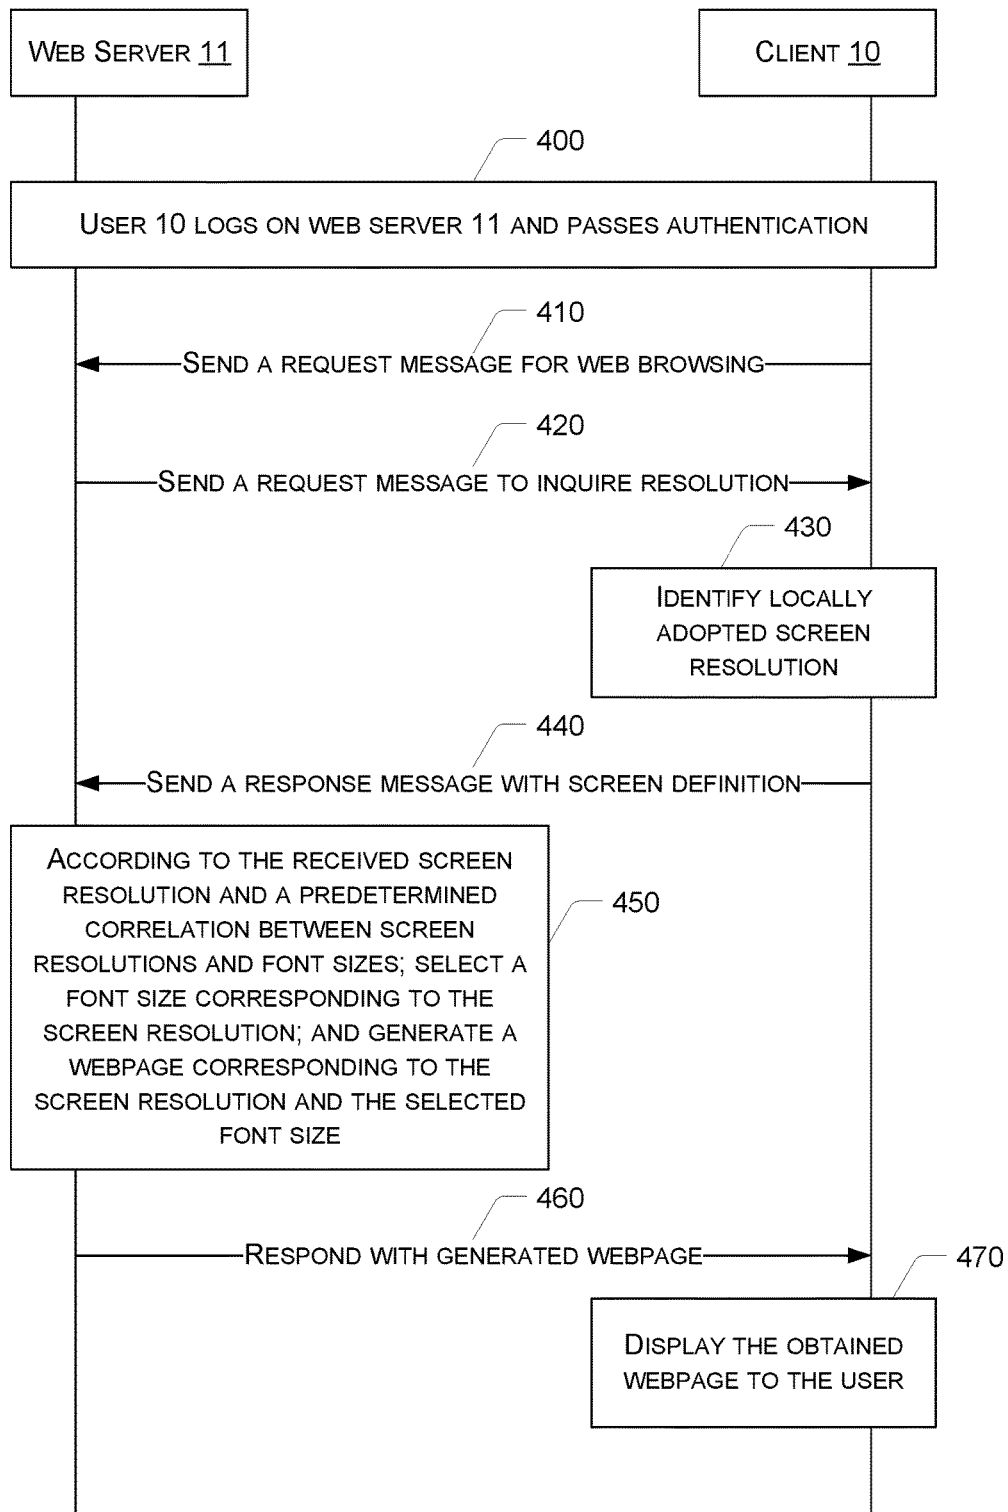 WEB SERVER 11
CLIENT 10
400
USER 10 LOGS ON WEB SERVER 11 AND PASSES AUTHENTICATION
410
SEND A REQUEST MESSAGE FOR WEB BROWSING
420
SEND A REQUEST MESSAGE TO INQUIRE RESOLUTION
430
IDENTIFY LOCALLY
ADOPTED SCREEN
RESOLUTION
440
SEND A RESPONSE MESSAGE WITH SCREEN DEFINITION
ACCORDING TO THE RECEIVED SCREEN
RESOLUTION AND A PREDETERMINED
CORRELATION BETWEEN SCREEN
RESOLUTIONS AND FONT SIZES; SELECT A
FONT SIZE CORRESPONDING TO THE
SCREEN RESOLUTION; AND GENERATE A
WEBPAGE CORRESPONDING TO THE
SCREEN RESOLUTION AND THE SELECTED
FONT SIZE
450
460
RESPOND WITH GENERATED WEBPAGE
470
DISPLAY THE OBTAINED
WEBPAGE TO THE USER